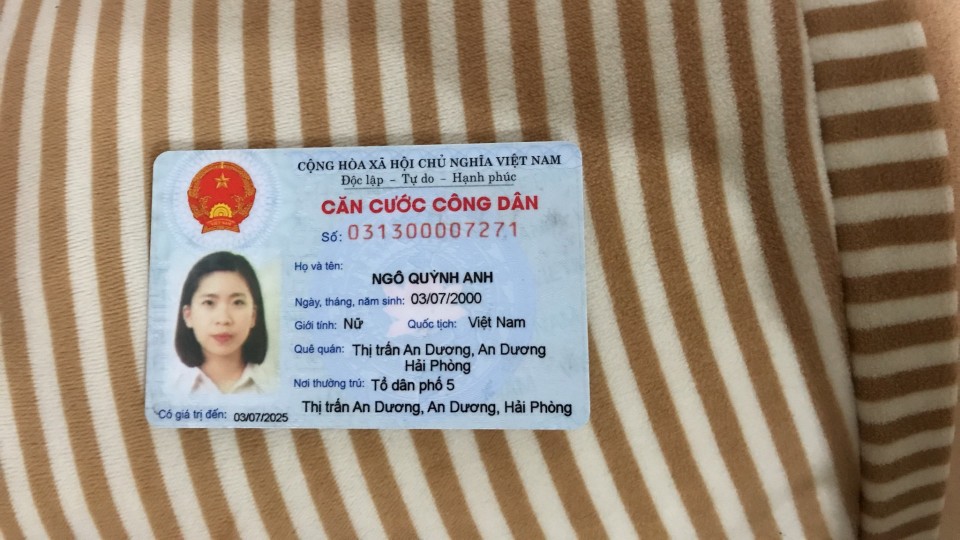 CỘNG HÒA XÃ HỘI CHỦ NGHĨA VIỆT NAM
Độc lập - Tự do - Hạnh phúc
CĂN CƯỚC CÔNG DÂN
Số: 031300007271
Họ và tên:
NGÔ QUỲNH ANH
Ngày, tháng, năm sinh: 03/07/2000
Giới tính: Nữ Quốc tịch: Việt Nam
Quê quán: Thị trấn An Dương, An Dương
Hải Phòng
Nơi thường trú: Tổ dân phố 5
Thị trấn An Dương, An Dương, Hải Phòng
Có giá trị đến: 03/07/2025